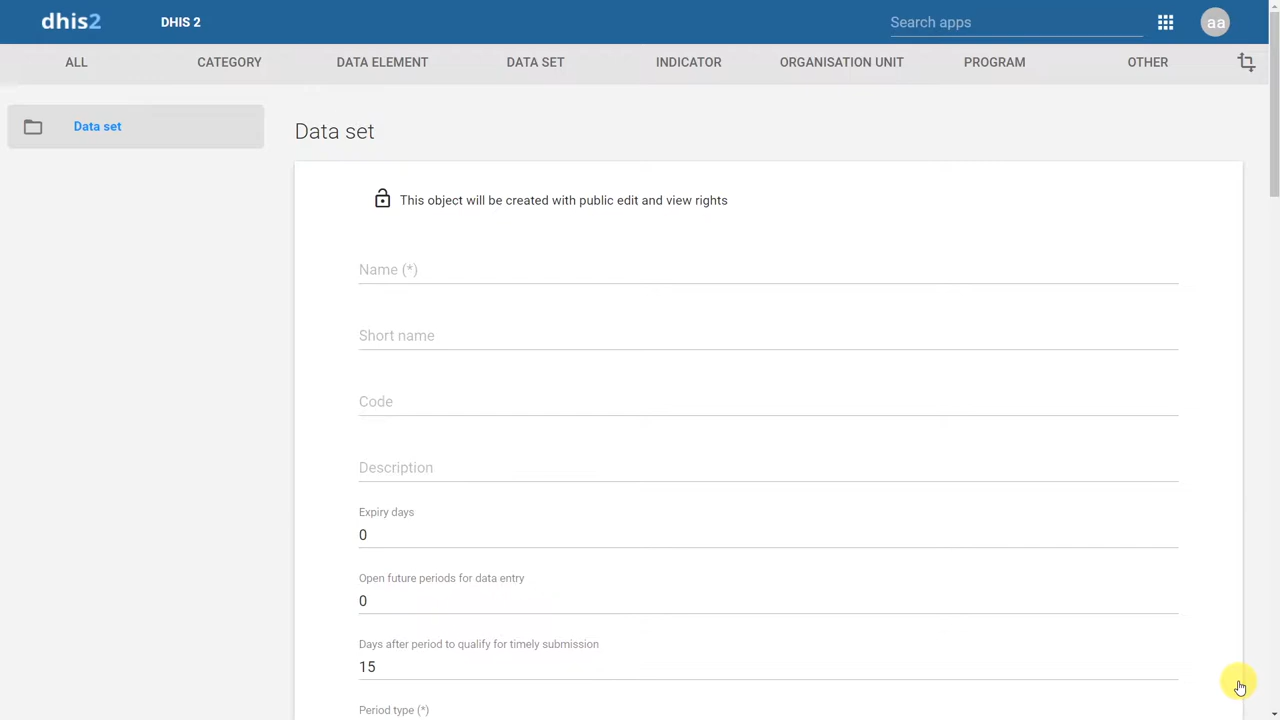 dhis2 DHIS 2 Search apps aa
ALL CATEGORY DATA ELEMENT DATA SET INDICATOR ORGANISATION UNIT PROGRAM OTHER
Data set
Data set
This object will be created with public edit and view rights
Name (*)
Short name
Code
Description
Expiry days
0
Open future periods for data entry
0
Days after period to qualify for timely submission
15
Period type (*)